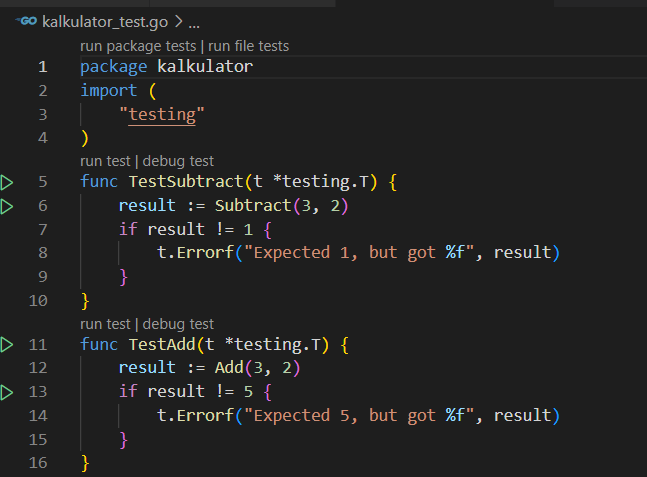 GO kalkulator_test.go > ...
run package tests | run file tests
1 package kalkulator
2 import (
3 "testing"
4 )
run test | debug test
5 func TestSubtract(t *testing.T) {
6 result := Subtract(3, 2)
7 if result != 1 {
8 t.Errorf("Expected 1, but got %f", result)
9 }
10 }
run test | debug test
11 func TestAdd(t *testing.T) {
12 result := Add(3, 2)
13 if result != 5 {
14 t.Errorf("Expected 5, but got %f", result)
15 }
16 }